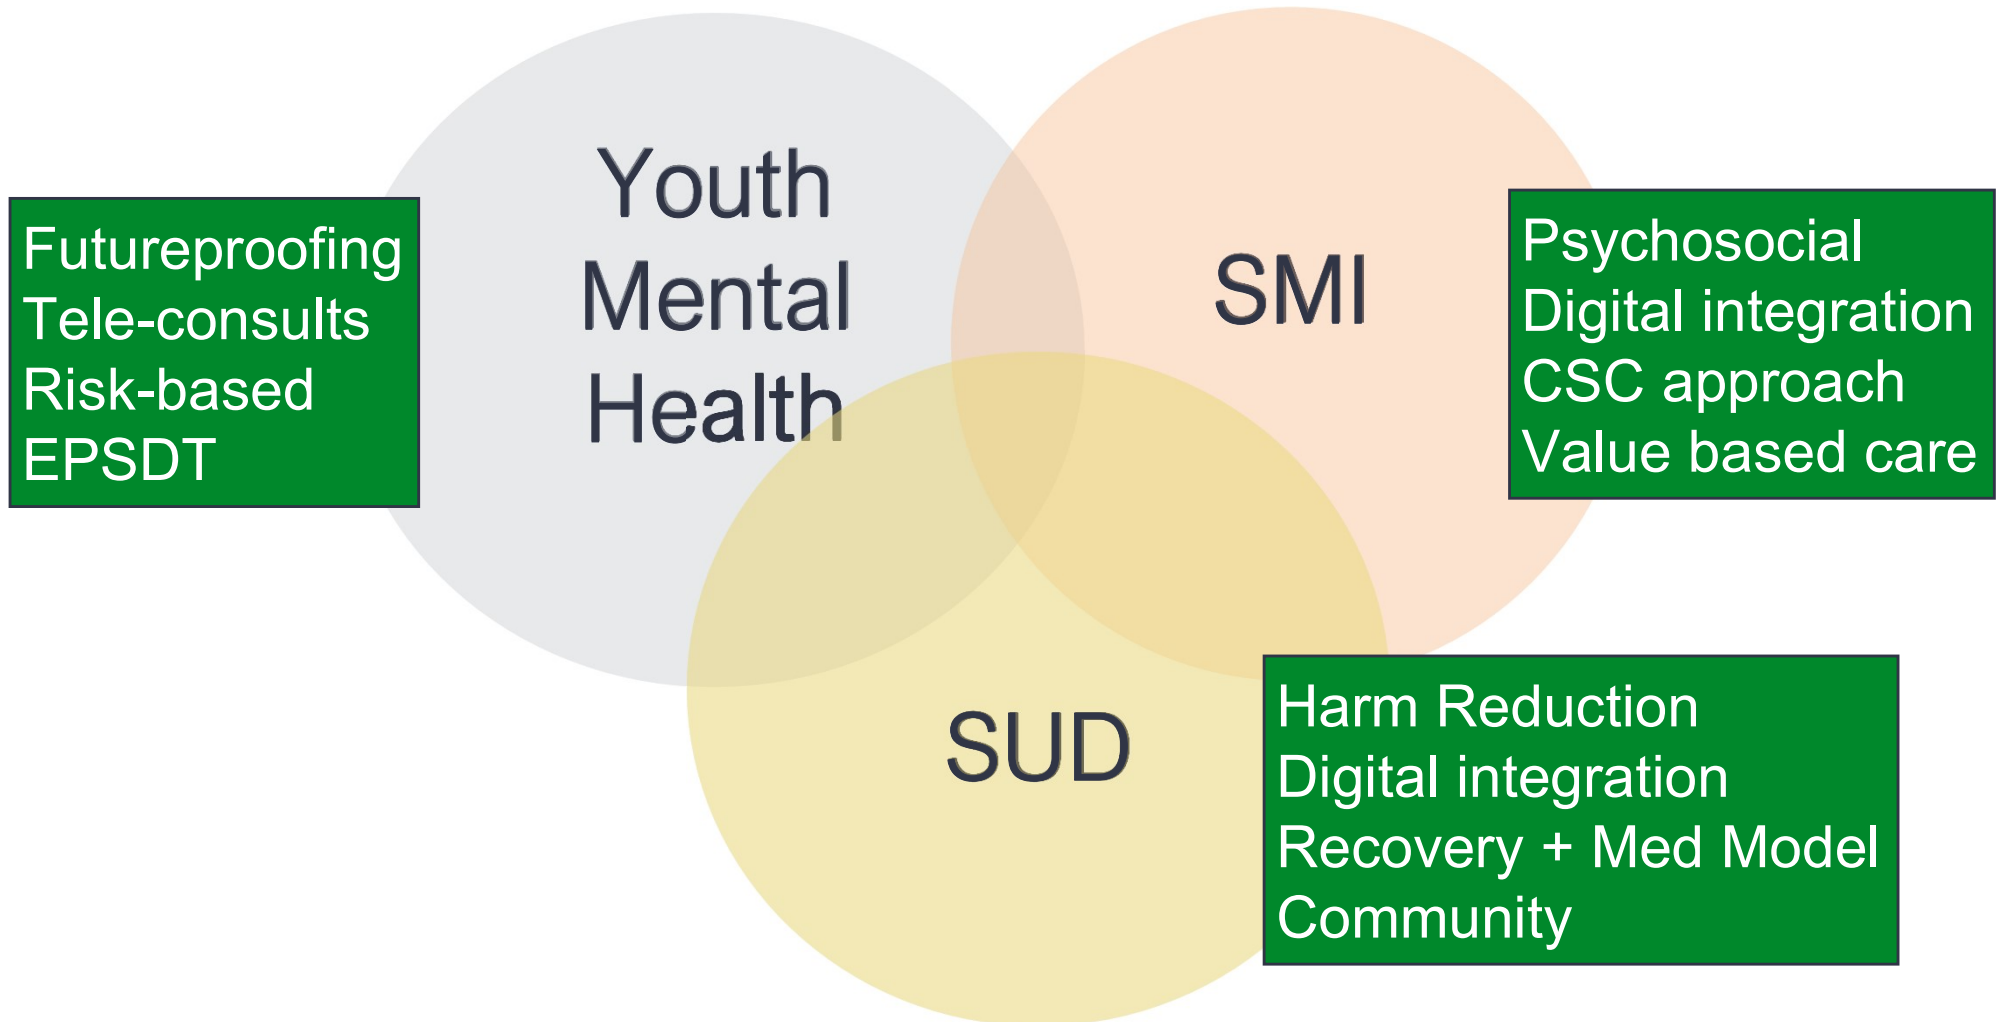 Youth
Mental
Health
SMI
SUD
Futureproofing
Tele-consults
Risk-based
EPSDT
Psychosocial
Digital integration
CSC approach
Value based care
Harm Reduction
Digital integration
Recovery + Med Model
Community